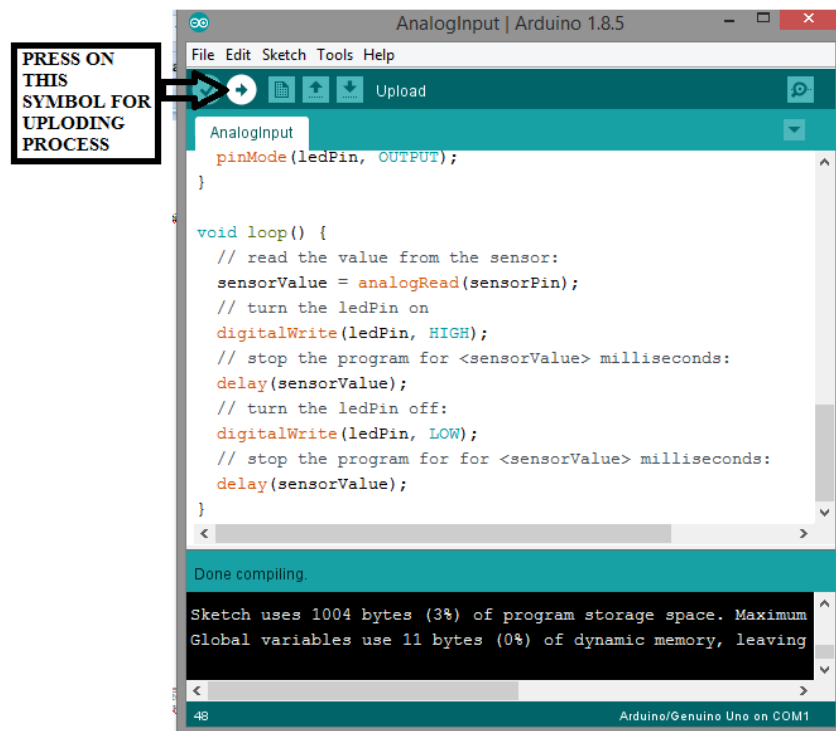 AnalogInput | Arduino 1.8.5
File Edit Sketch Tools Help
PRESS ON
THIS
SYMBOL FOR
UPLODING
PROCESS
Upload
AnalogInput
pinMode(ledPin, OUTPUT);
}
void loop() {
// read the value from the sensor:
sensorValue = analogRead(sensorPin);
// turn the ledPin on
digitalWrite(ledPin, HIGH);
// stop the program for <sensorValue> milliseconds:
delay(sensorValue);
// turn the ledPin off:
digitalWrite(ledPin, LOW);
// stop the program for for <sensorValue> milliseconds:
delay(sensorValue);
}
Done compiling.
Sketch uses 1004 bytes (3%) of program storage space. Maximum
Global variables use 11 bytes (0%) of dynamic memory, leaving
48
Arduino/Genuino Uno on COM1